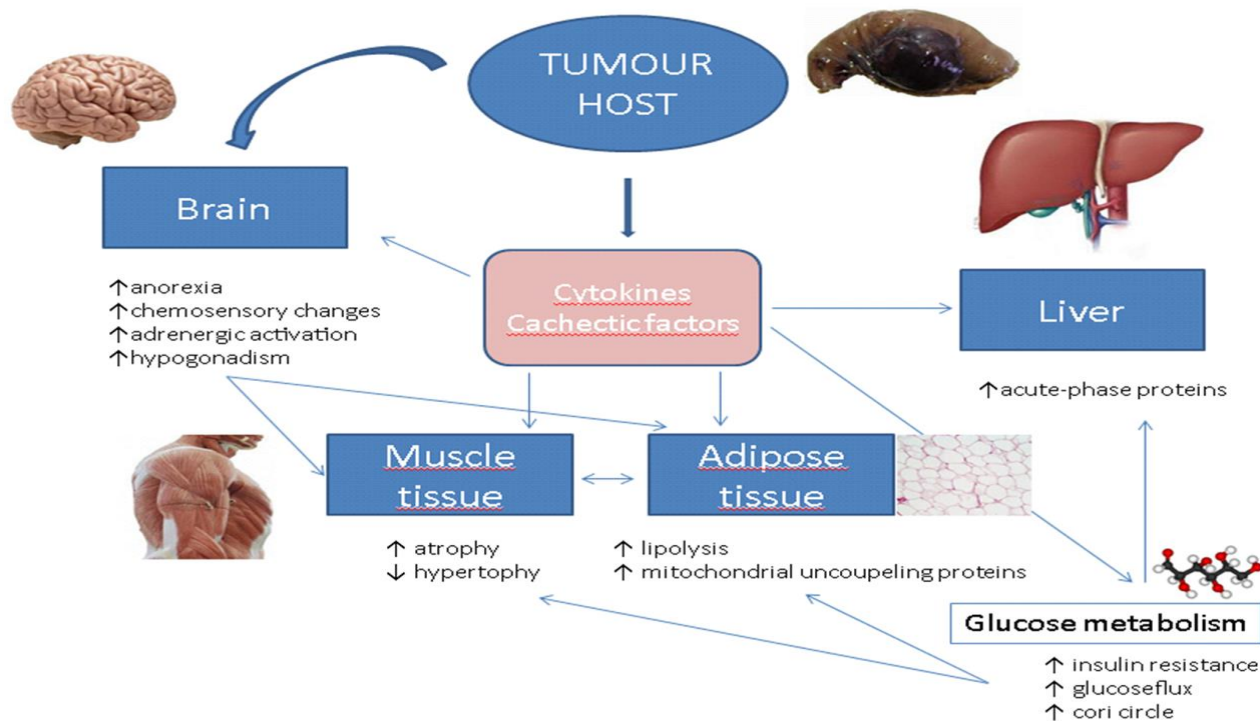 TUMOUR
HOST
Brain
↑anorexia
↑chemosensory changes
↑adrenergic activation
↑hypogonadism
Cytokines
Cachectic factors
Liver
↑acute-phase proteins
Muscle
tissue
↑ atrophy
↓ hypertophy
Adipose
tissue
↑ lipolysis
↑ mitochondrial uncoupeling proteins
Glucose metabolism
↑ insulin resistance
↑ glucoseflux
↑ cori circle